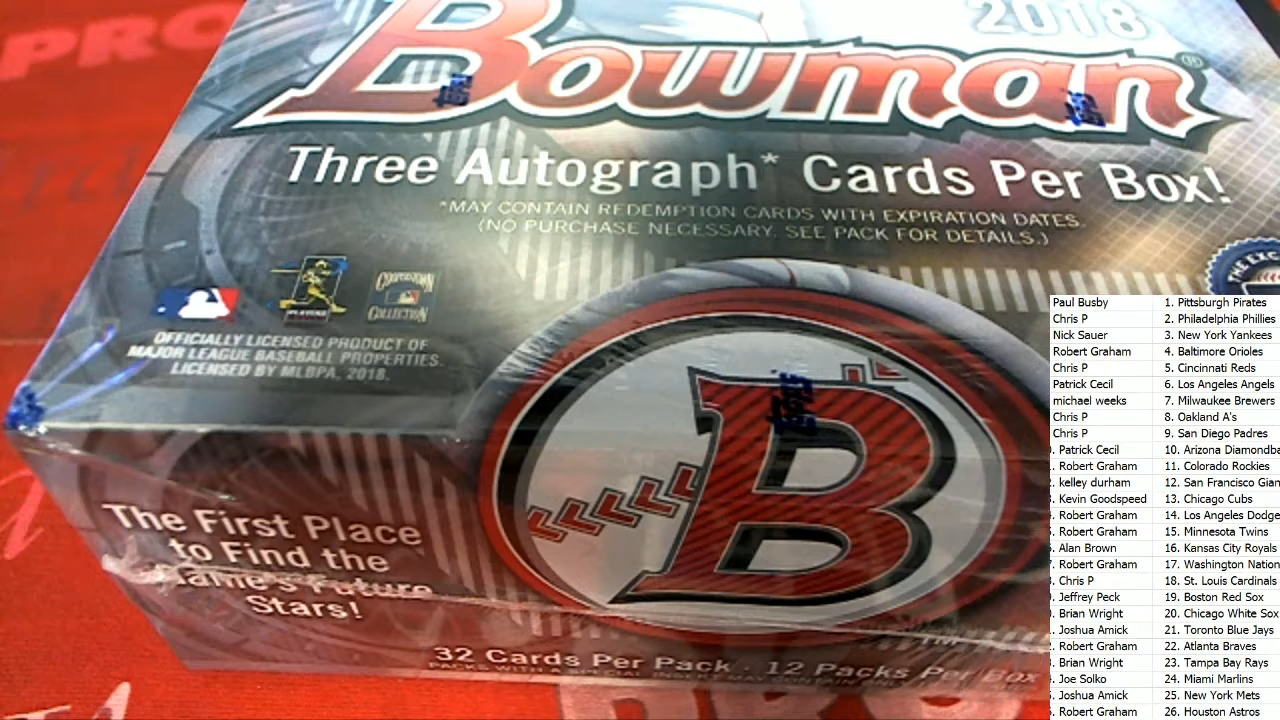 PRO
2018
Bowman®
Three Autograph* Cards Per Box!
*MAY CONTAIN REDEMPTION CARDS WITH EXPIRATION DATES.
(NO PURCHASE NECESSARY. SEE PACK FOR DETAILS.)
THE EXC
COOPERSTOWN
COLLECTION
PLAYERS
OFFICIALLY LICENSED PRODUCT OF
MAJOR LEAGUE BASEBALL PROPERTIES.
LICENSED BY MLBPA, 2018.
B
The First Place
to Find the
Game's Future
Stars!
32 Cards Per Pack · 12 Packs Per Box
Paul Busby 1. Pittsburgh Pirates
Chris P 2. Philadelphia Phillies
Nick Sauer 3. New York Yankees
Robert Graham 4. Baltimore Orioles
Chris P 5. Cincinnati Reds
Patrick Cecil 6. Los Angeles Angels
michael weeks 7. Milwaukee Brewers
Chris P 8. Oakland A's
Chris P 9. San Diego Padres
Patrick Cecil 10. Arizona Diamondba
Robert Graham 11. Colorado Rockies
kelley durham 12. San Francisco Gian
Kevin Goodspeed 13. Chicago Cubs
Robert Graham 14. Los Angeles Dodge
Robert Graham 15. Minnesota Twins
Alan Brown 16. Kansas City Royals
Robert Graham 17. Washington Nation
Chris P 18. St. Louis Cardinals
Jeffrey Peck 19. Boston Red Sox
Brian Wright 20. Chicago White Sox
Joshua Amick 21. Toronto Blue Jays
Robert Graham 22. Atlanta Braves
Brian Wright 23. Tampa Bay Rays
Joe Solko 24. Miami Marlins
Joshua Amick 25. New York Mets
Robert Graham 26. Houston Astros